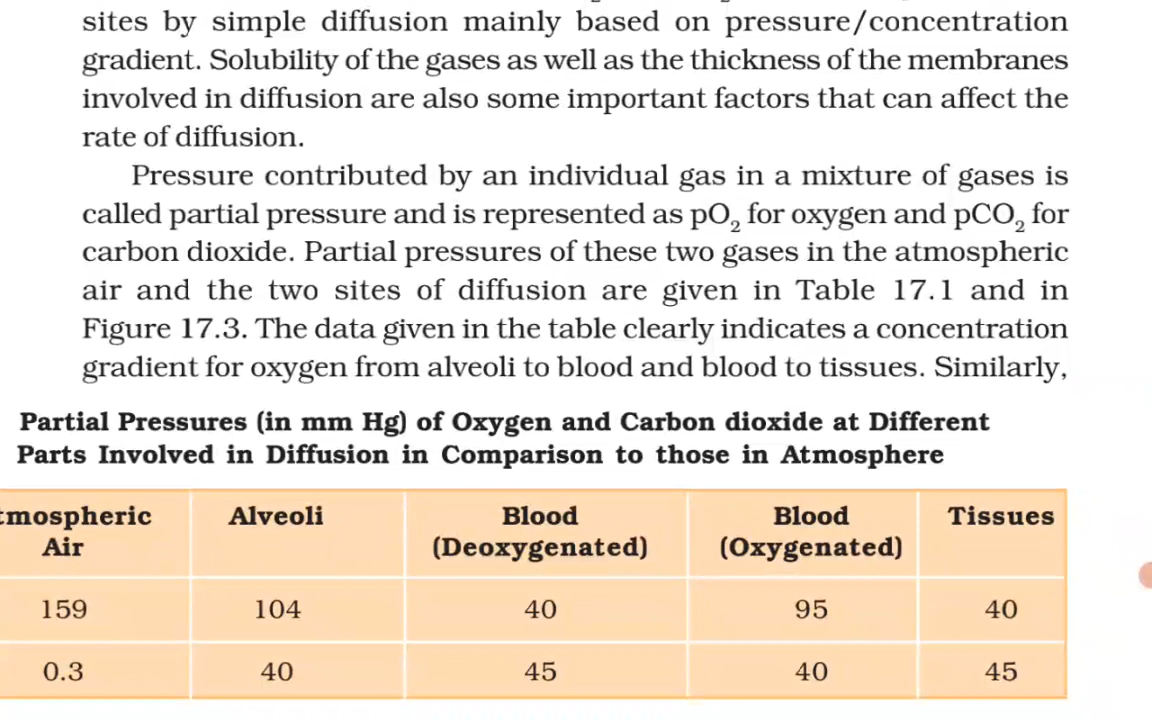 sites by simple diffusion mainly based on pressure/concentration
gradient. Solubility of the gases as well as the thickness of the membranes
involved in diffusion are also some important factors that can affect the
rate of diffusion.
Pressure contributed by an individual gas in a mixture of gases is
called partial pressure and is represented as pO₂ for oxygen and pCO₂ for
carbon dioxide. Partial pressures of these two gases in the atmospheric
air and the two sites of diffusion are given in Table 17.1 and in
Figure 17.3. The data given in the table clearly indicates a concentration
gradient for oxygen from alveoli to blood and blood to tissues. Similarly,
Partial Pressures (in mm Hg) of Oxygen and Carbon dioxide at Different
Parts Involved in Diffusion in Comparison to those in Atmosphere
tmospheric Air Alveoli Blood (Deoxygenated) Blood (Oxygenated) Tissues
159 104 40 95 40
0.3 40 45 40 45